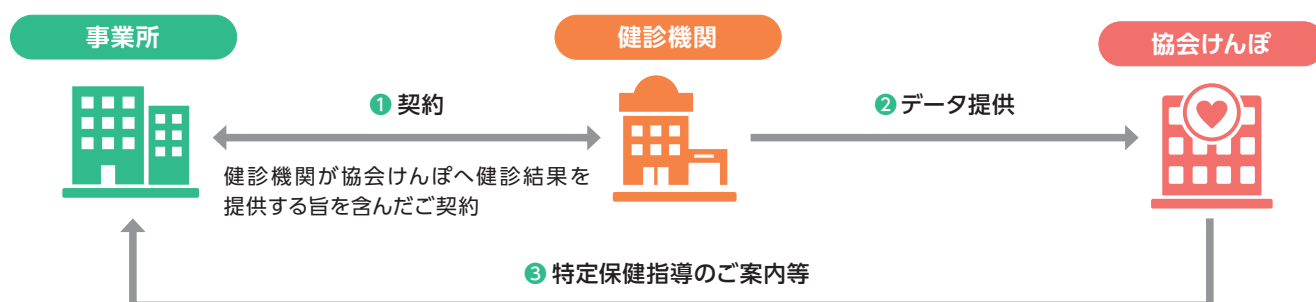 事業所
健診機関
協会けんぽ
❶ 契約
❷ データ提供
健診機関が協会けんぽへ健診結果を
提供する旨を含んだご契約
❸ 特定保健指導のご案内等